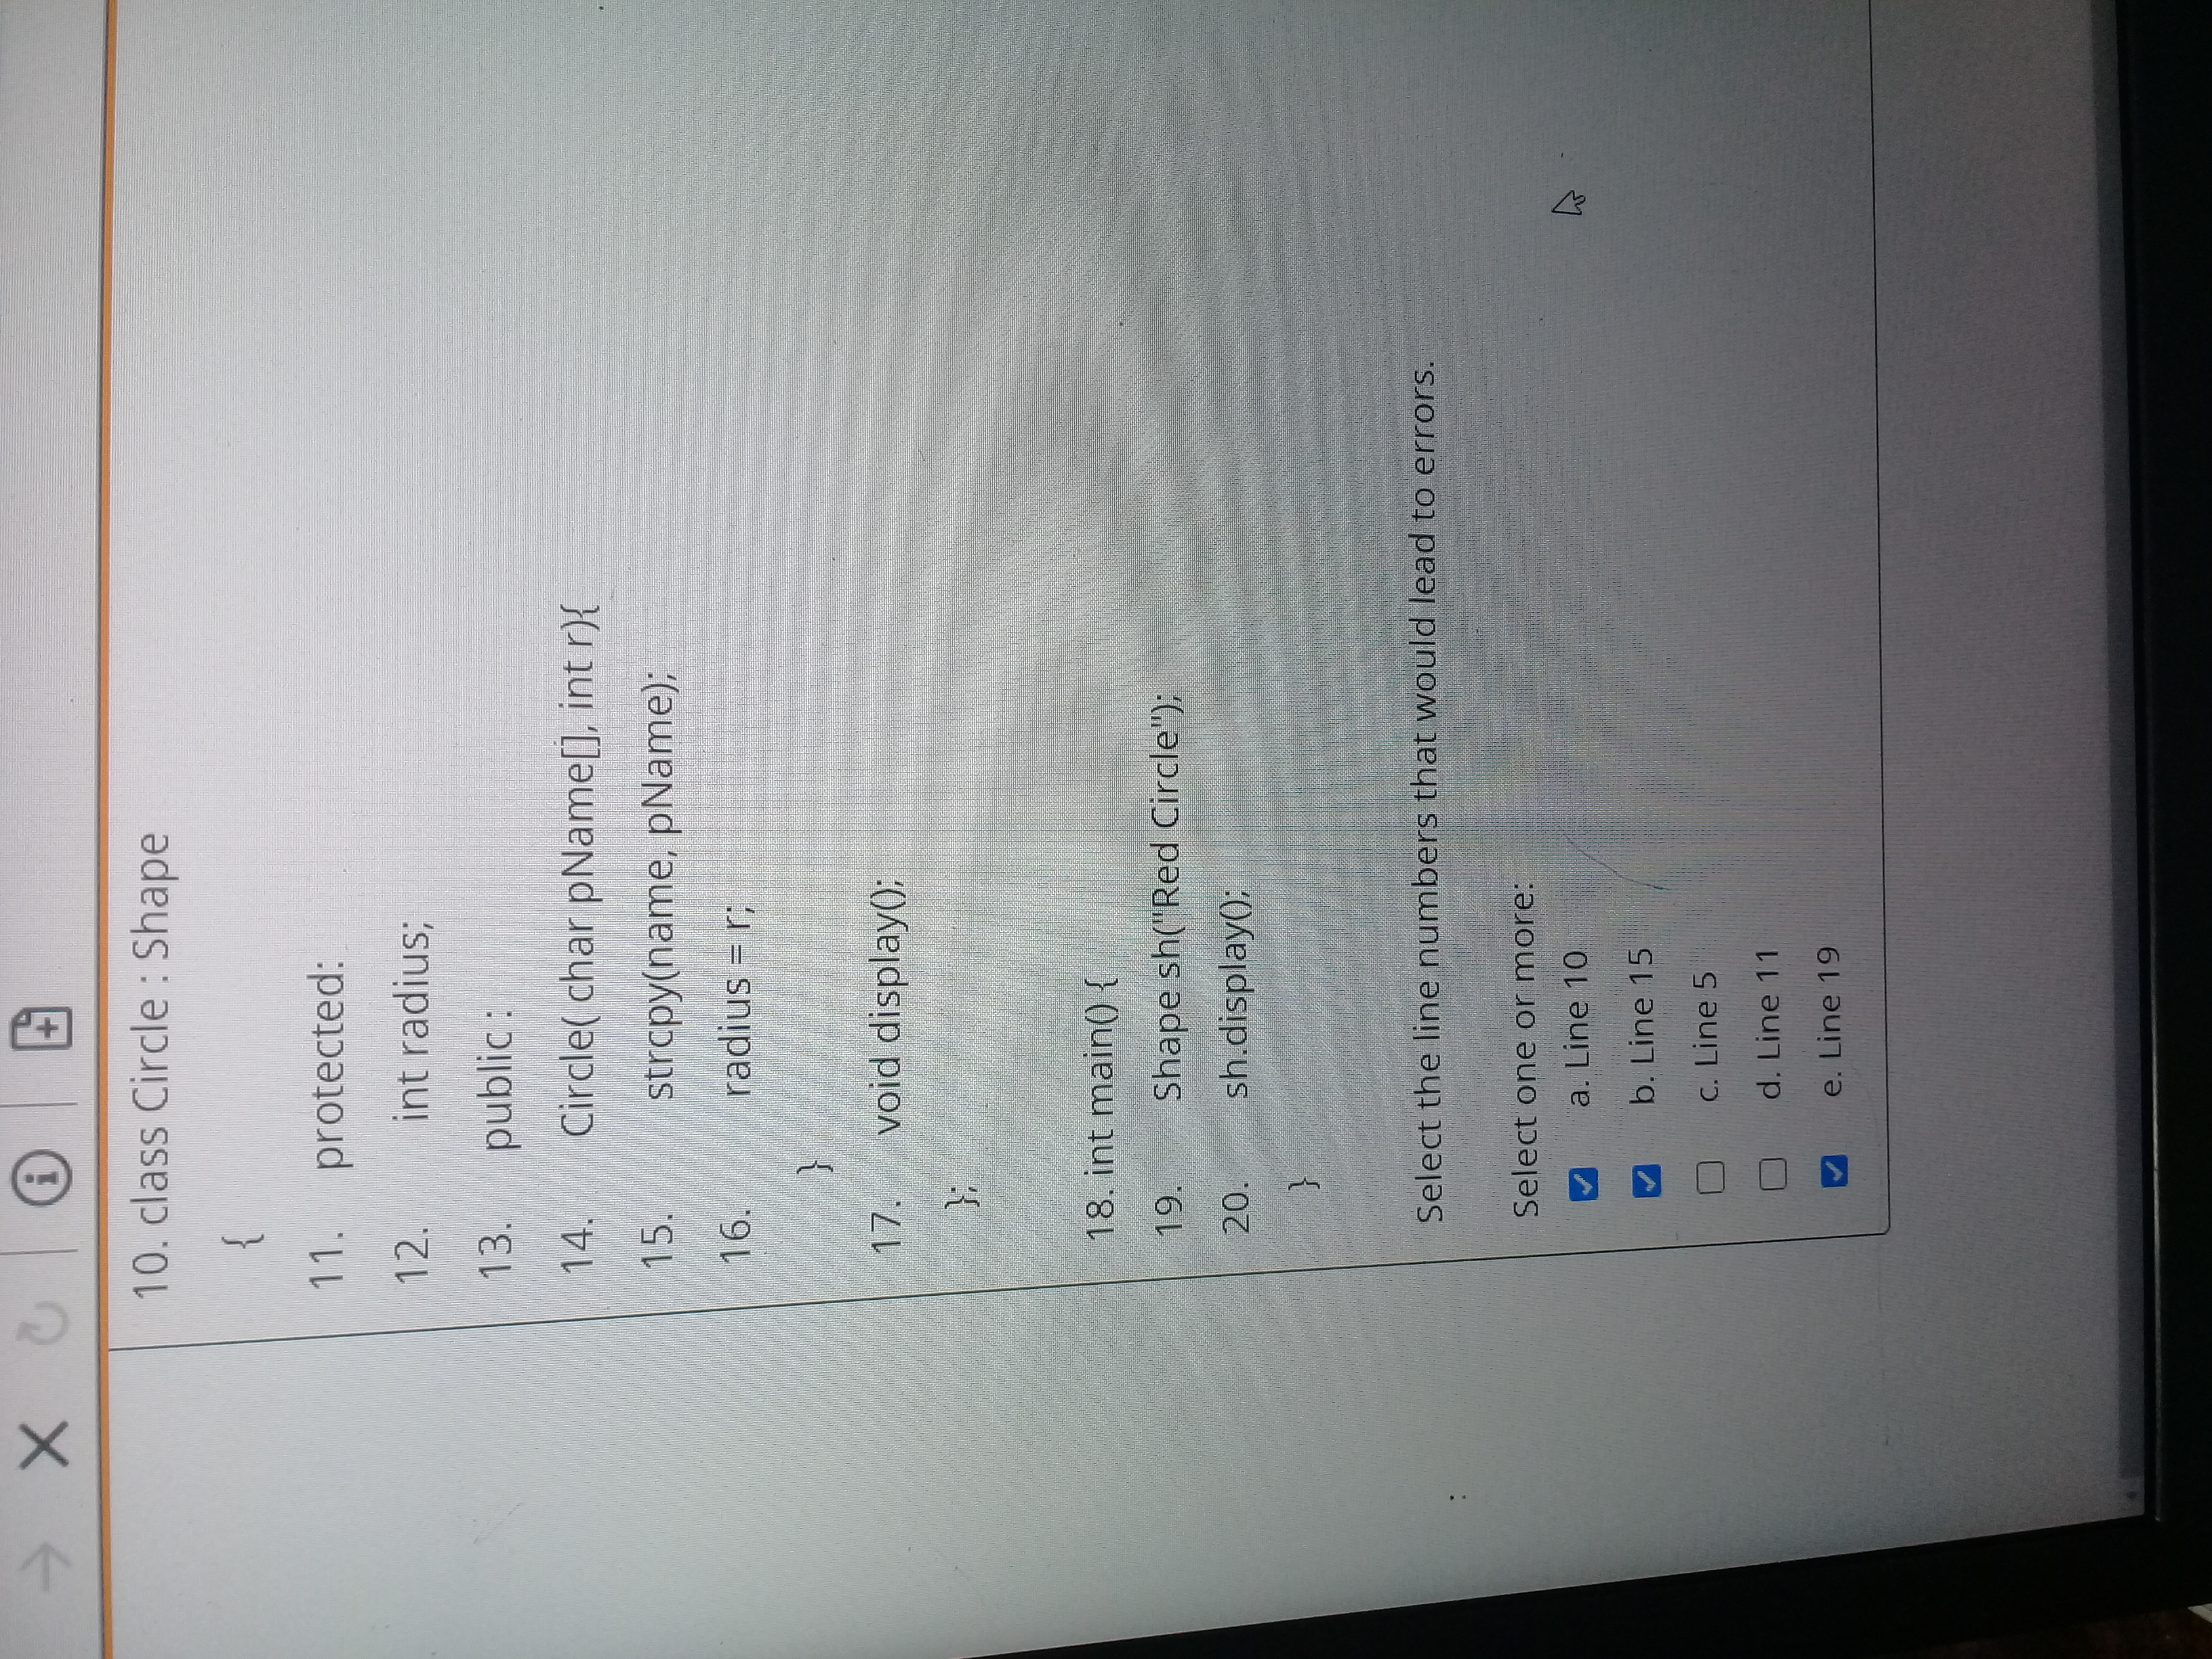 10. class Circle : Shape
{
11. protected:
12. int radius;
13. public :
14. Circle( char pName[], int r){
15. strcpy(name, pName);
16. radius = r;
}
17. void display();
};
18. int main() {
19. Shape sh("Red Circle");
20. sh.display();
}
Select the line numbers that would lead to errors.
Select one or more:
a. Line 10
b. Line 15
c. Line 5
d. Line 11
e. Line 19